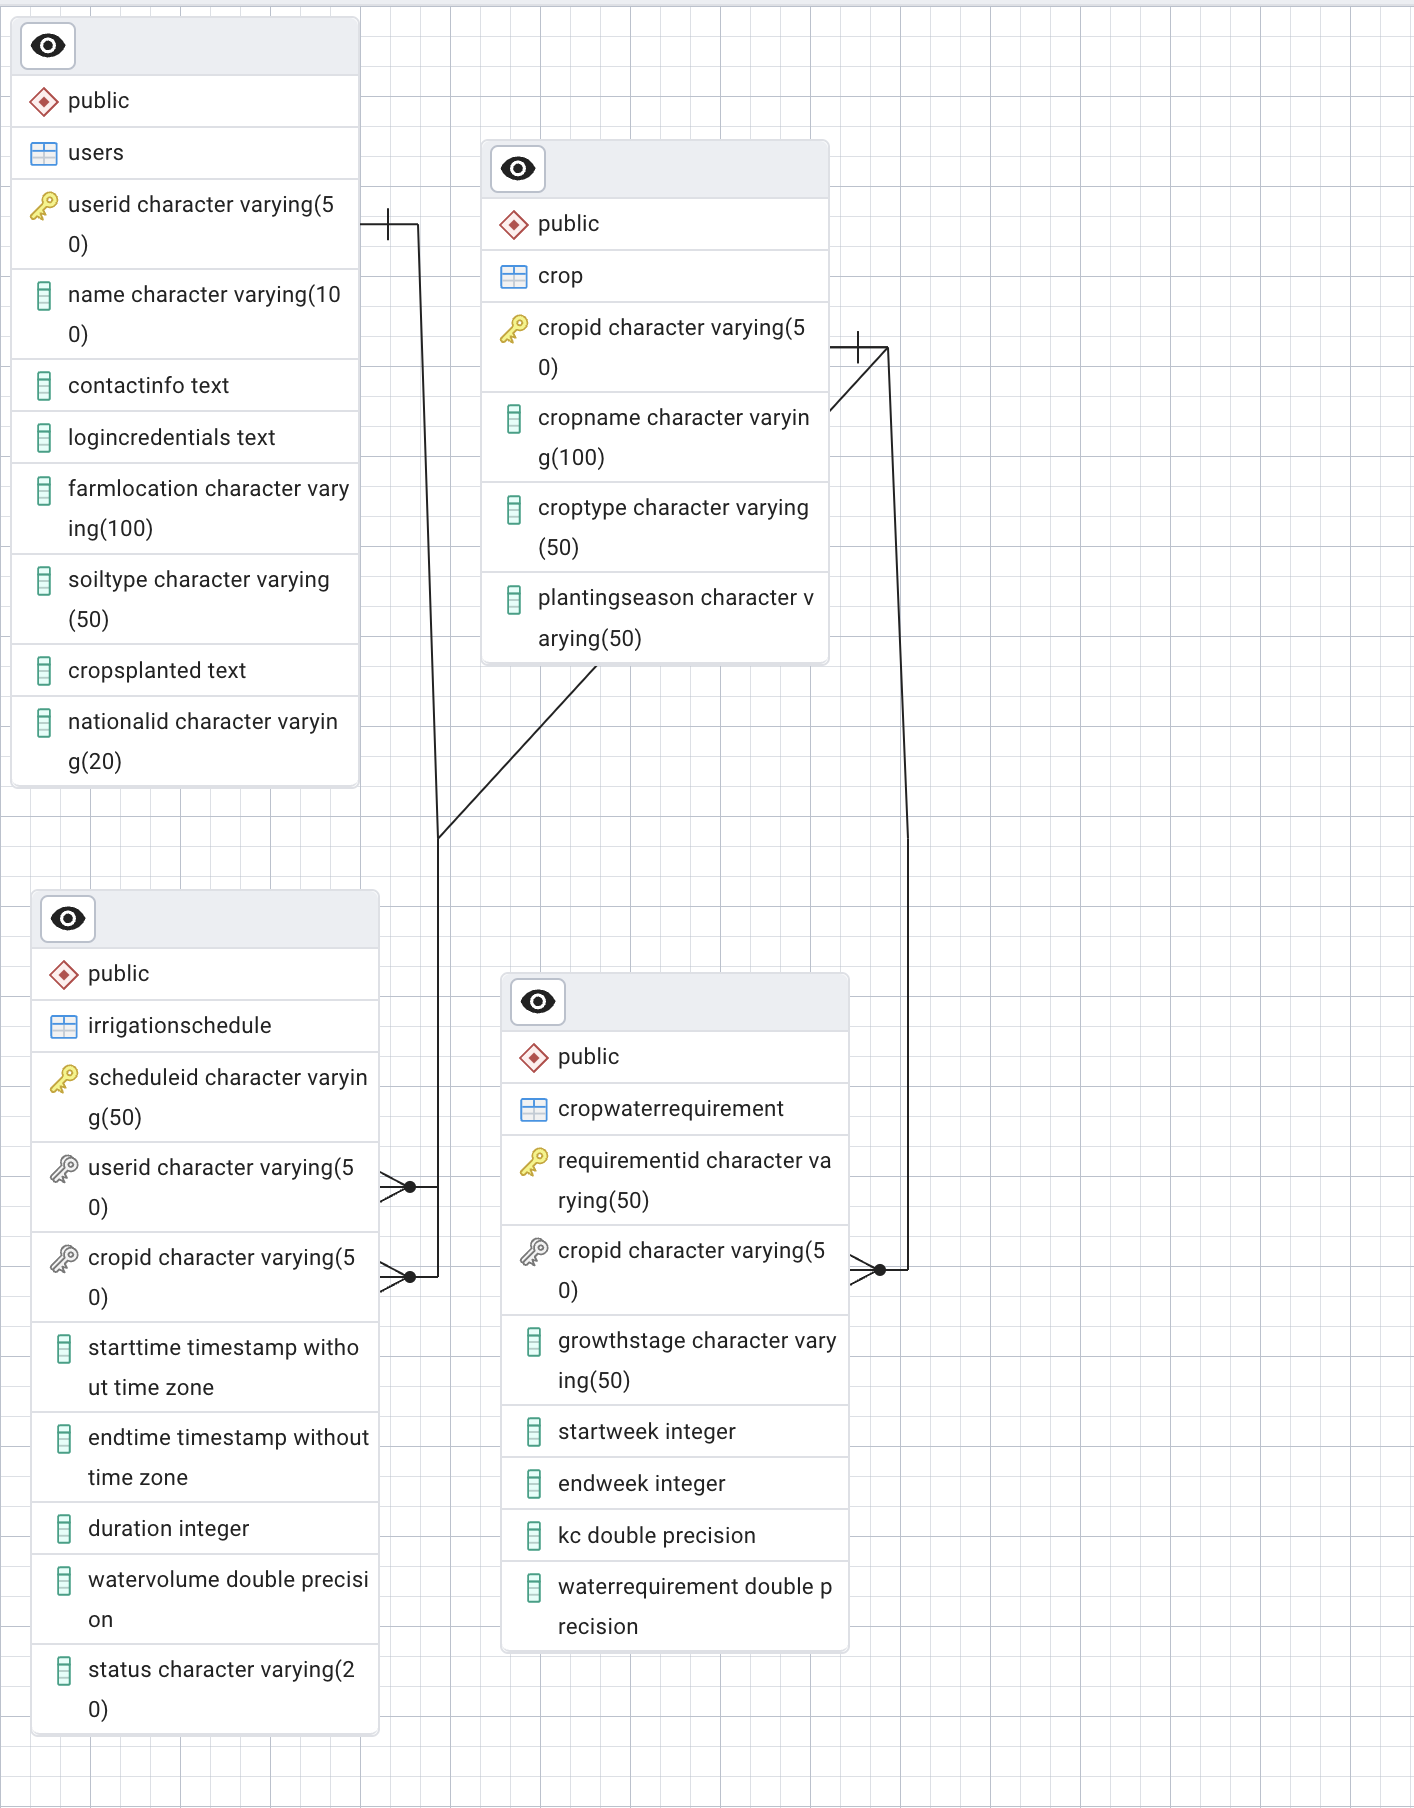 public
users
userid character varying(5
0)
name character varying(10
0)
contactinfo text
logincredentials text
farmlocation character vary
ing(100)
soiltype character varying
(50)
cropsplanted text
nationalid character varyin
g(20)
public
crop
cropid character varying(5
0)
cropname character varyin
g(100)
croptype character varying
(50)
plantingseason character v
arying(50)
public
irrigationschedule
scheduleid character varyin
g(50)
userid character varying(5
0)
cropid character varying(5
0)
starttime timestamp witho
ut time zone
endtime timestamp without
time zone
duration integer
watervolume double precisi
on
status character varying(2
0)
public
cropwaterrequirement
requirementid character va
rying(50)
cropid character varying(5
0)
growthstage character vary
ing(50)
startweek integer
endweek integer
kc double precision
waterrequirement double p
recision